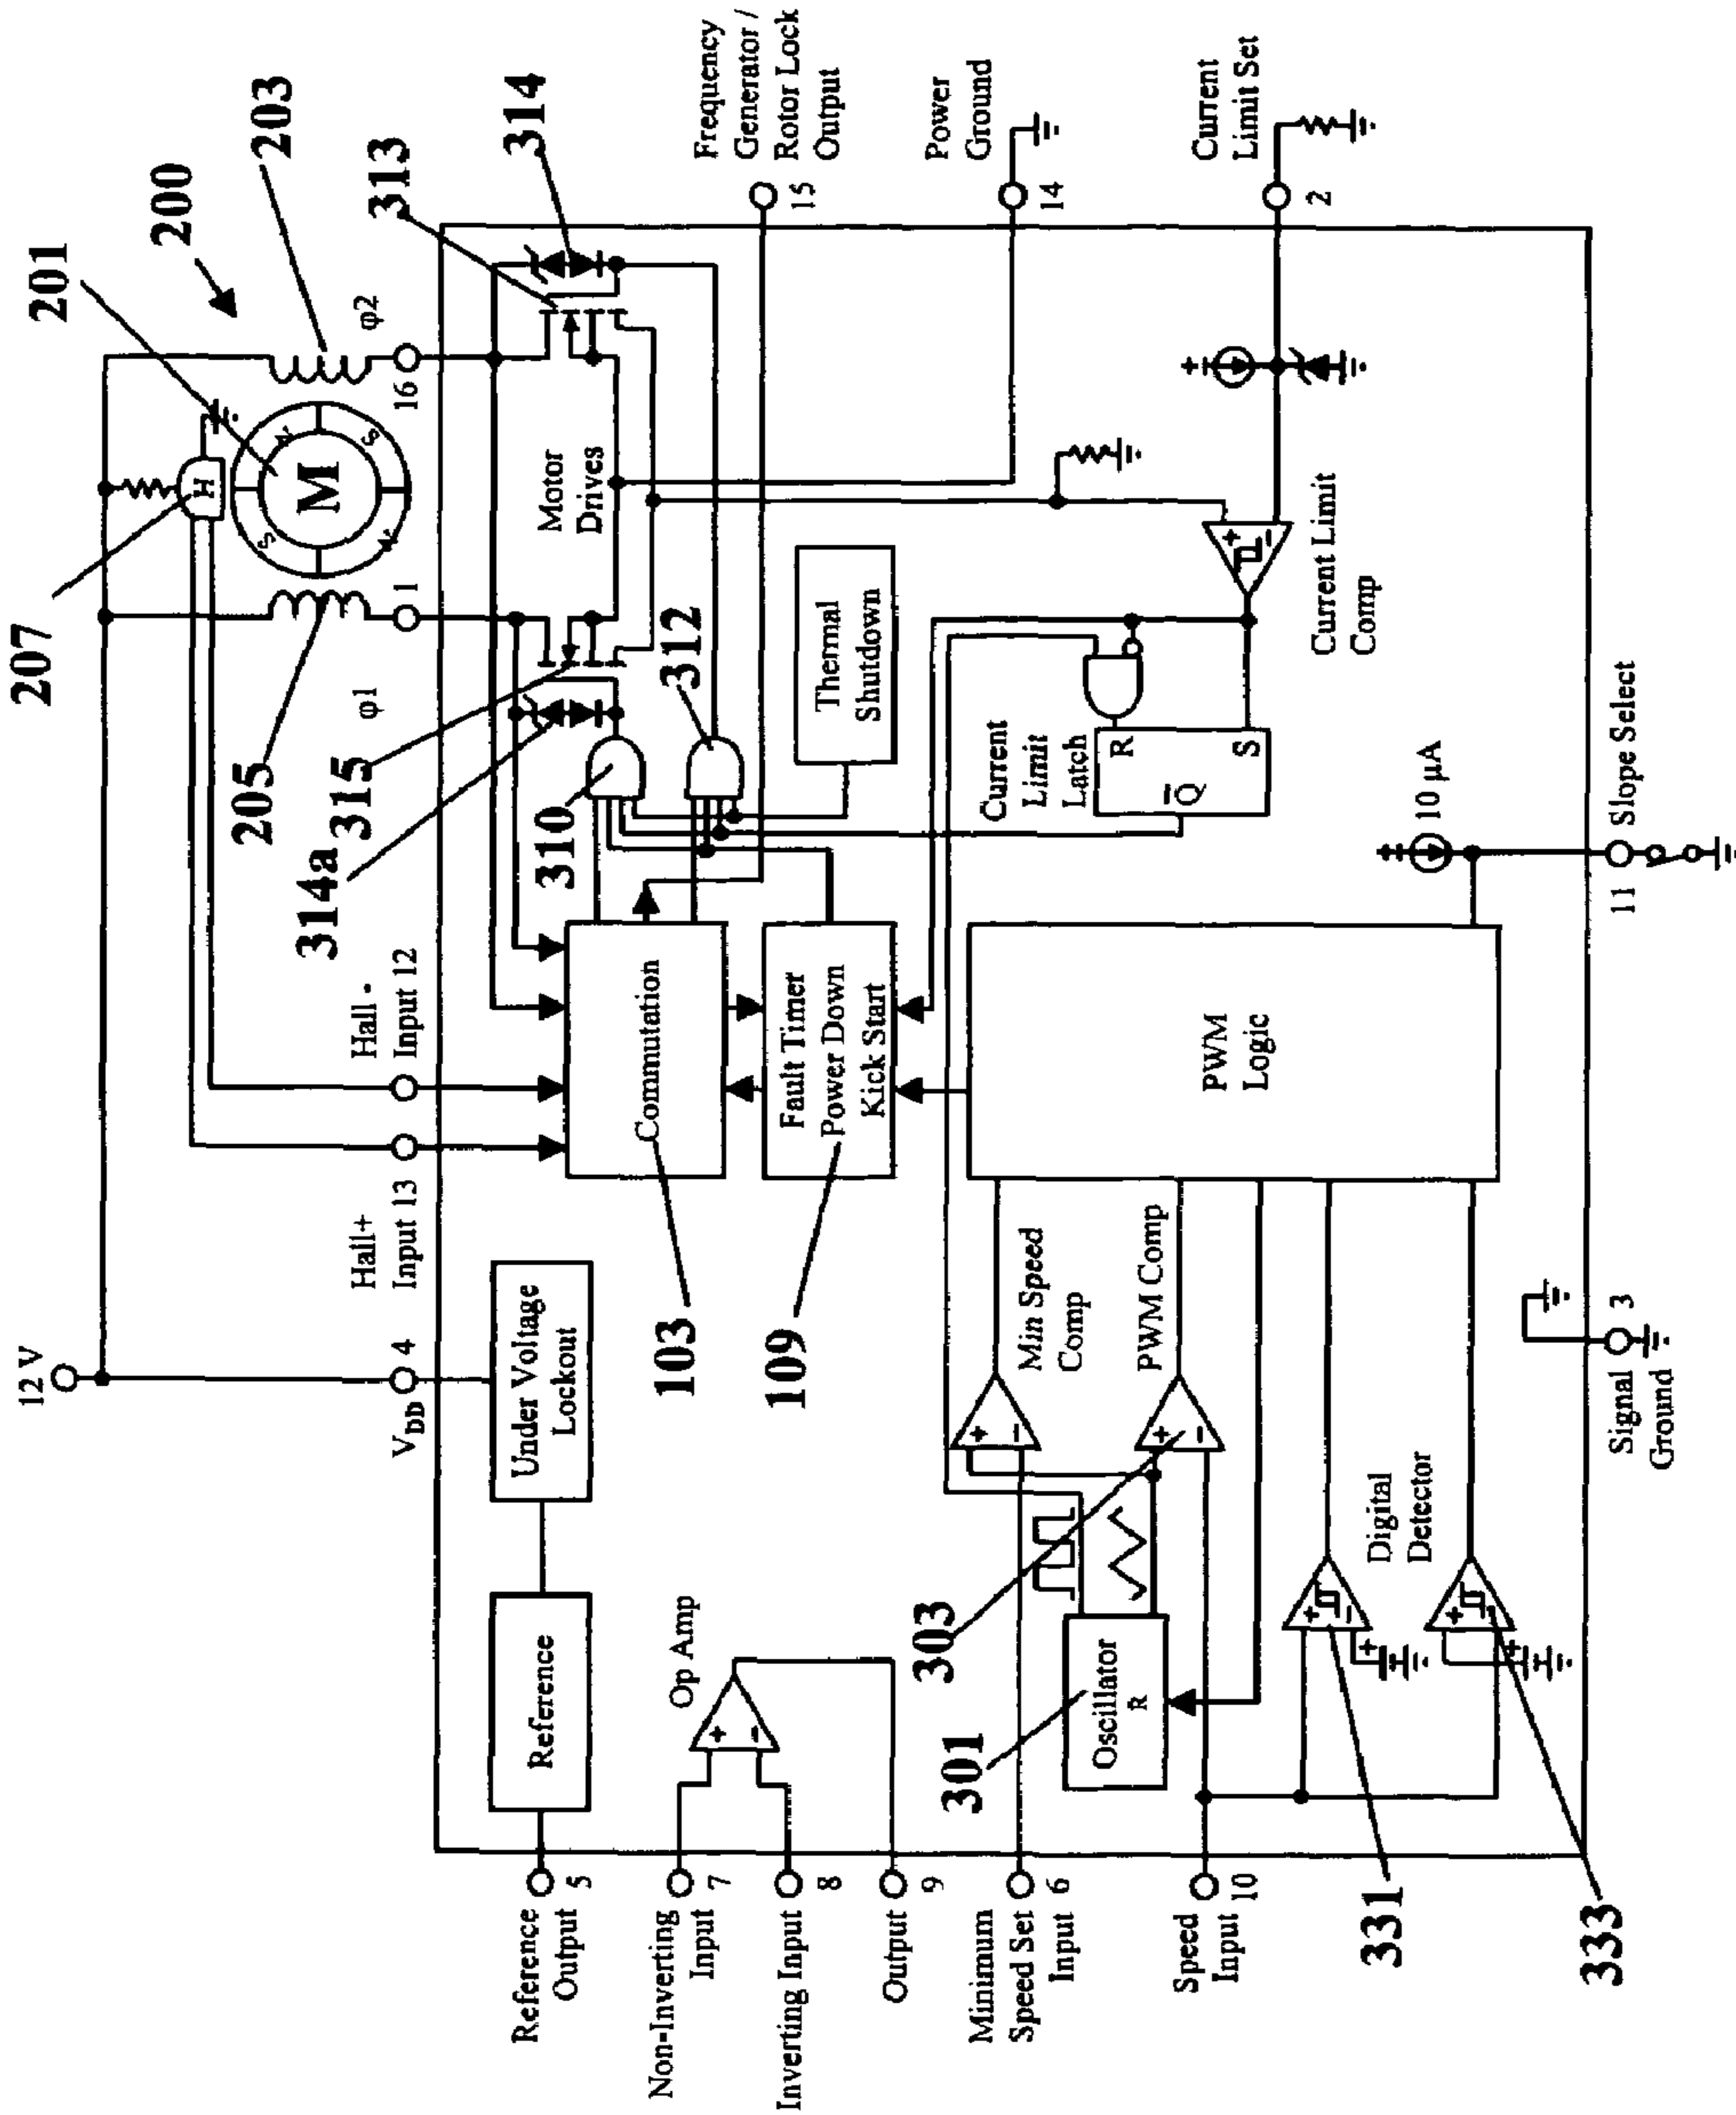 12 V
VDD 4
Hall+
Input 13
Hall -
Input 12
φ1
1
φ2
16
200
201
203
205
207
H
M
N
S
N
S
313
314
314a
315
310
312
Reference
Output
5
Reference
Under Voltage
Lockout
Non-Inverting
Input
7
Inverting Input
8
Output
9
Op Amp
+
-
Commutation
103
Motor
Drives
Frequency
Generator /
Rotor Lock
Output
15
Fault Timer
Power Down
Kick Start
109
Thermal
Shutdown
Power
Ground
14
Minimum
Speed Set
Input
6
Min Speed
Comp
+
-
Current
Limit
Latch
R
Q
S
Current Limit
Comp
+
-
Current
Limit Set
2
301
Oscillator
R
303
PWM Comp
+
-
PWM
Logic
Speed
Input
10
Digital
Detector
+
-
+
+
+
331
333
10 µA
Signal
Ground
3
11 Slope Select